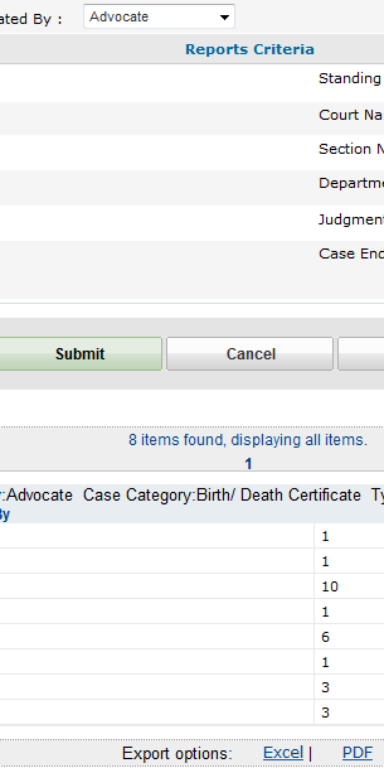 ated By : Advocate
Reports Criteria
Standing
Court Na
Section N
Departme
Judgment
Case End
Submit Cancel
8 items found, displaying all items.
1
:Advocate Case Category:Birth/ Death Certificate Ty
By
1
1
10
1
6
1
3
3
Export options: Excel | PDF